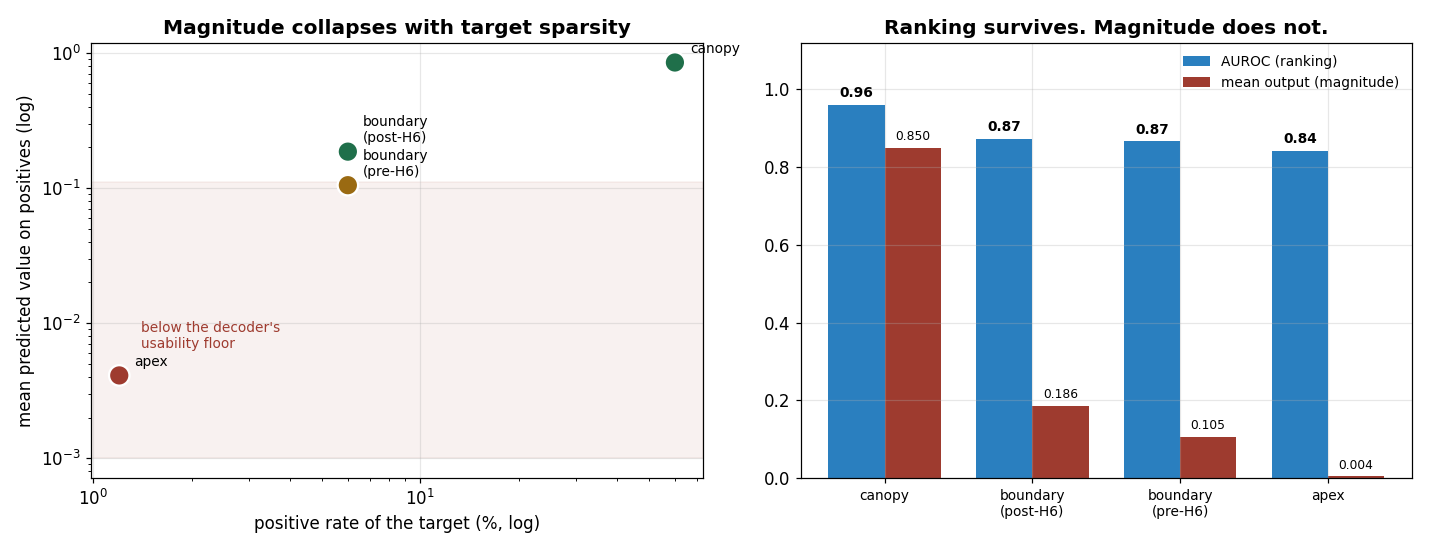 Magnitude collapses with target sparsity
mean predicted value on positives (log)
10⁰
10⁻¹
10⁻²
10⁻³
canopy
boundary
(post-H6)
boundary
(pre-H6)
below the decoder's
usability floor
apex
10⁰
10¹
positive rate of the target (%, log)
Ranking survives. Magnitude does not.
AUROC (ranking)
mean output (magnitude)
1.0
0.8
0.6
0.4
0.2
0.0
0.96
0.850
0.87
0.186
0.87
0.105
0.84
0.004
canopy
boundary
(post-H6)
boundary
(pre-H6)
apex